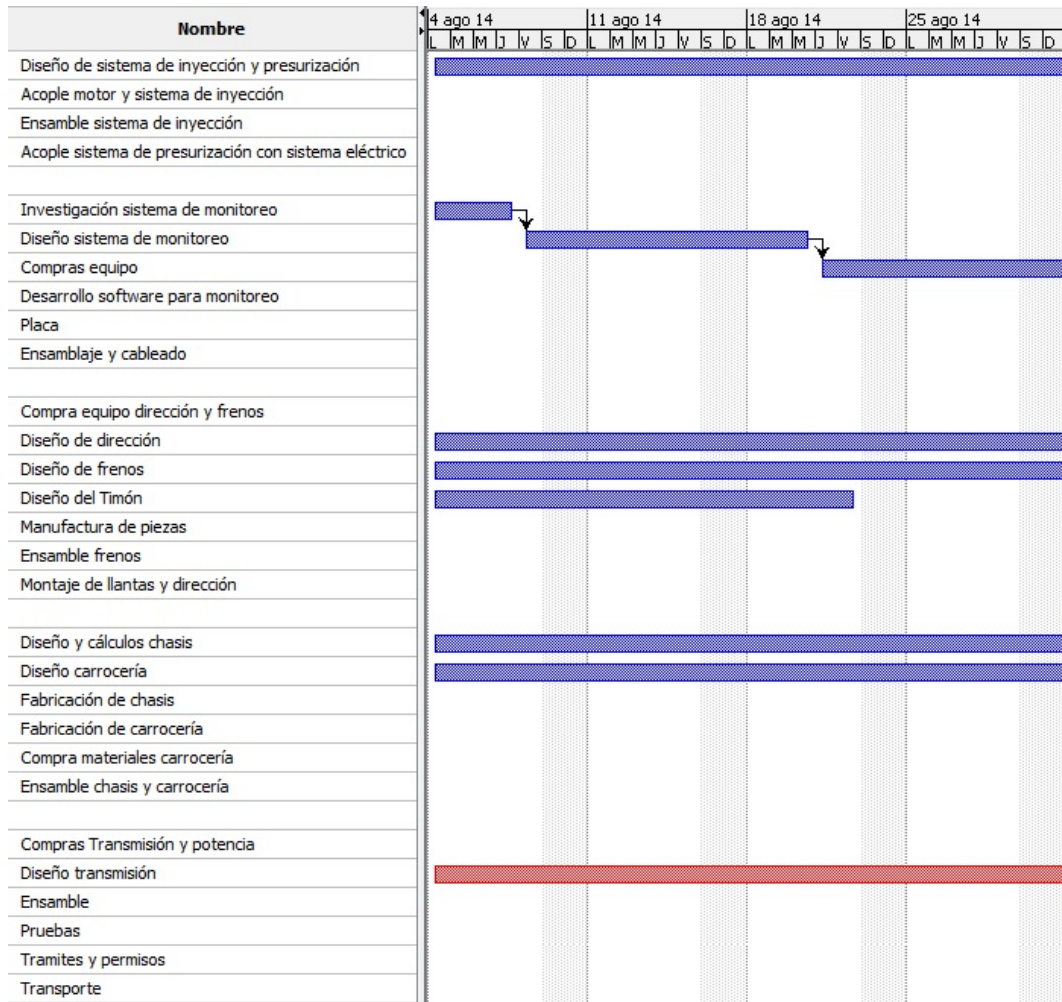 Nombre
4 ago 14 11 ago 14 18 ago 14 25 ago 14
L M M J V S D L M M J V S D L M M J V S D L M M J V S D
Diseño de sistema de inyección y presurización
Acople motor y sistema de inyección
Ensamble sistema de inyección
Acople sistema de presurización con sistema eléctrico
Investigación sistema de monitoreo
Diseño sistema de monitoreo
Compras equipo
Desarrollo software para monitoreo
Placa
Ensamblaje y cableado
Compra equipo dirección y frenos
Diseño de dirección
Diseño de frenos
Diseño del Timón
Manufactura de piezas
Ensamble frenos
Montaje de llantas y dirección
Diseño y cálculos chasis
Diseño carrocería
Fabricación de chasis
Fabricación de carrocería
Compra materiales carrocería
Ensamble chasis y carrocería
Compras Transmisión y potencia
Diseño transmisión
Ensamble
Pruebas
Tramites y permisos
Transporte